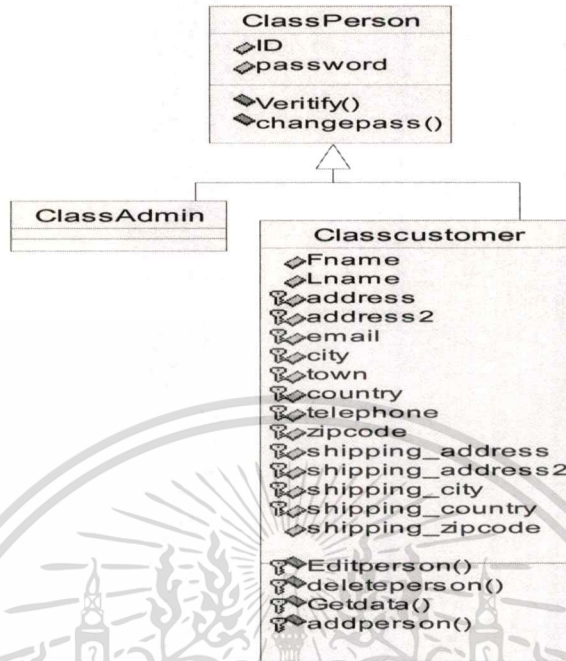 ClassPerson
ID
password
Veritify()
changepass()
ClassAdmin
Classcustomer
Fname
Lname
address
address2
email
city
town
country
telephone
zipcode
shipping_address
shipping_address2
shipping_city
shipping_country
shipping_zipcode
Editperson()
deleteperson()
Getdata()
addperson()